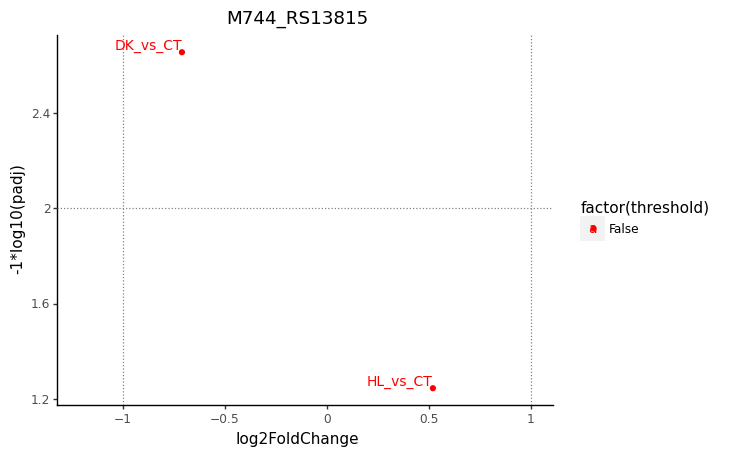 M744_RS13815
DK_vs_CT
HL_vs_CT
2.4
2
1.6
1.2
-1*log10(padj)
−1
−0.5
0
0.5
1
log2FoldChange
factor(threshold)
a
False